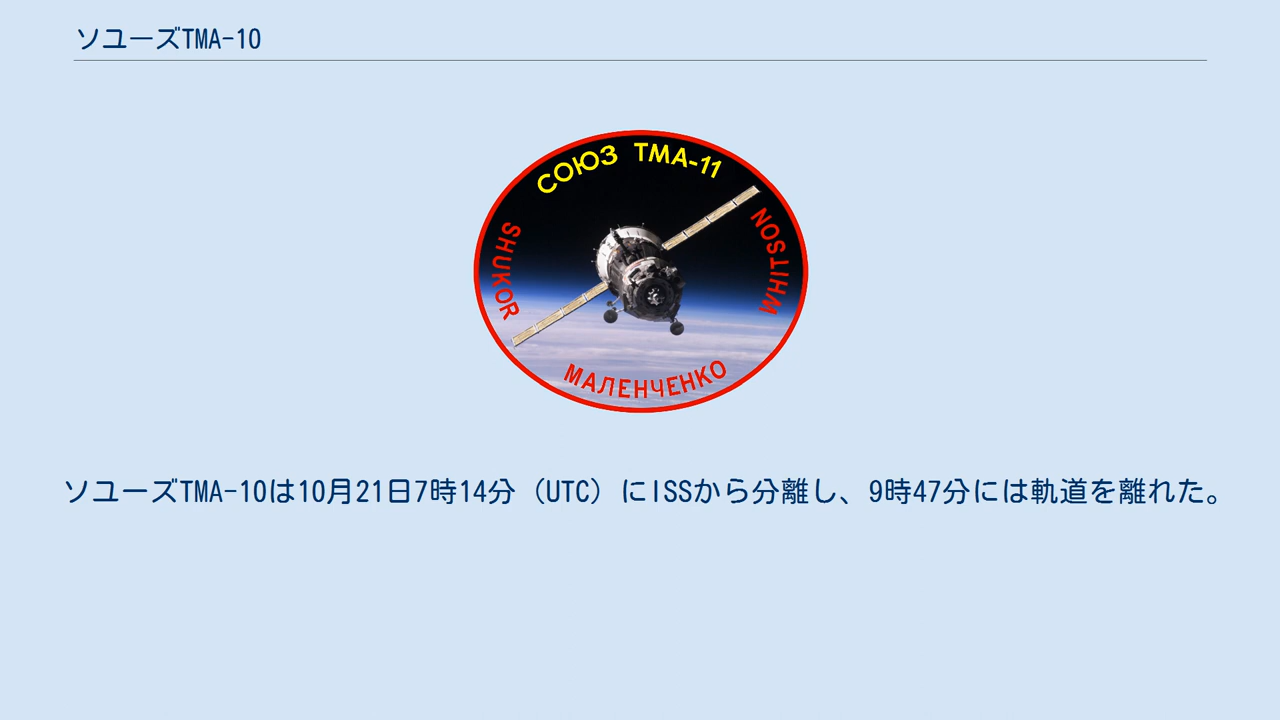 ソユーズTMA-10
СОЮЗ ТМА-11
SHUKOR
WHITSON
МАЛЕНЧЕНКО
ソユーズTMA-10は10月21日7時14分（UTC）にISSから分離し、9時47分には軌道を離れた。